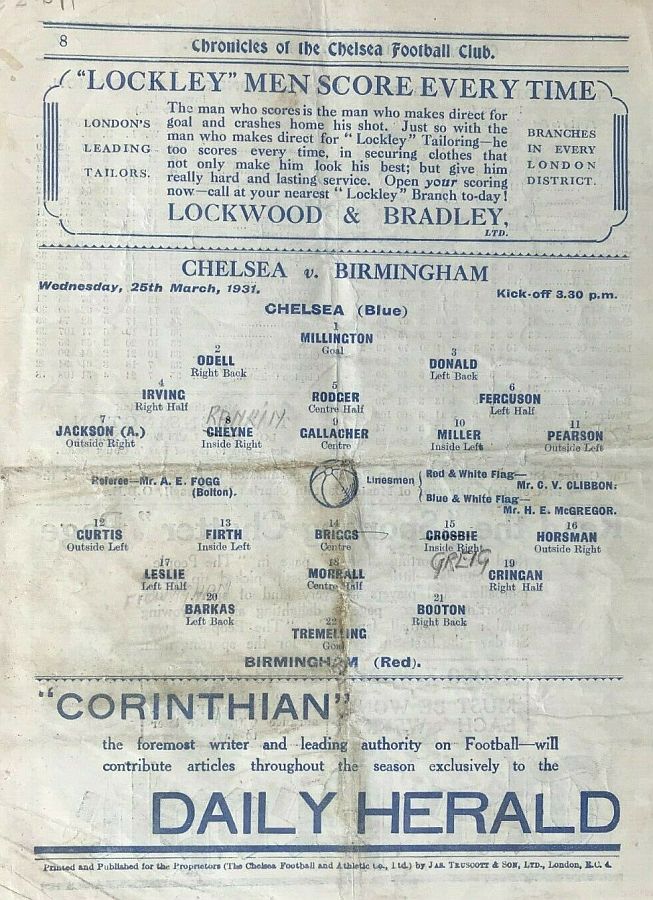 8
Chronicles of the Chelsea Football Club.
"LOCKLEY" MEN SCORE EVERY TIME
LONDON'S
LEADING
TAILORS.
The man who scores is the man who makes direct for
goal and crashes home his shot. Just so with the
man who makes direct for "Lockley" Tailoring—he
too scores every time, in securing clothes that
not only make him look his best; but give him
really hard and lasting service. Open your scoring
now—call at your nearest "Lockley" Branch to-day!
BRANCHES
IN EVERY
LONDON
DISTRICT.
LOCKWOOD & BRADLEY,
LTD.
CHELSEA v. BIRMINGHAM
Wednesday, 25th March, 1931.
Kick-off 3.30 p.m.
CHELSEA (Blue)
1
MILLINGTON
Goal
2
ODELL
Right Back
3
DONALD
Left Back
4
IRVING
Right Half
5
RODGER
Centre Half
6
FERGUSON
Left Half
7
JACKSON (A.)
Outside Right
RANKIN
8
CHEYNE
Inside Right
9
GALLACHER
Centre
10
MILLER
Inside Left
11
PEARSON
Outside Left
Referee—Mr. A. E. FOGG
(Bolton).
Linesmen
Red & White Flag—
Mr. C. V. CLIBBON.
Blue & White Flag—
Mr. H. E. McGREGOR.
12
CURTIS
Outside Left
13
FIRTH
Inside Left
14
BRIGGS
Centre
15
CROSBIE
Inside Right
GREIG
16
HORSMAN
Outside Right
17
LESLIE
Left Half
18
MORRALL
Centre Half
19
CRINGAN
Right Half
20
BARKAS
Left Back
21
BOOTON
Right Back
22
TREMELLING
Goal
BIRMINGHAM (Red).
"CORINTHIAN"
the foremost writer and leading authority on Football—will
contribute articles throughout the season exclusively to the
DAILY HERALD
Printed and Published for the Proprietors (The Chelsea Football and Athletic Co., Ltd.) by JAS. TRUSCOTT & SON, LTD., London, E.C. 4.